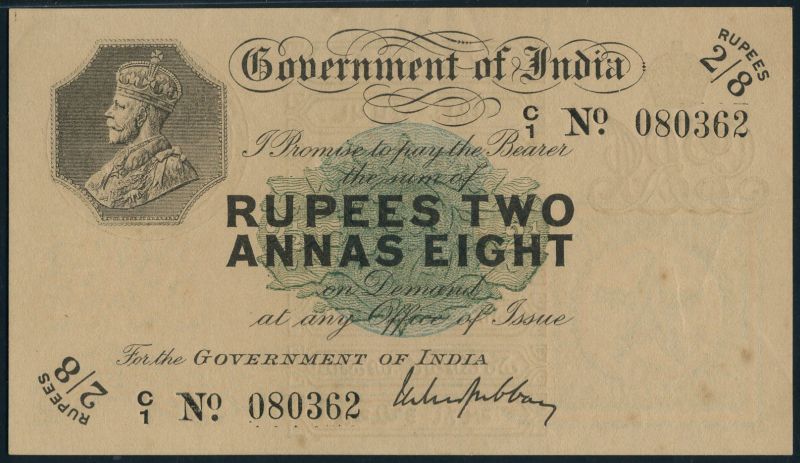 Government of India
RUPEES
2/8
C/1 No 080362
I Promise to pay the Bearer
the sum of
RUPEES TWO
ANNAS EIGHT
on Demand
at any Office of Issue
For the GOVERNMENT OF INDIA
RUPEES
2/8
C/1 No 080362